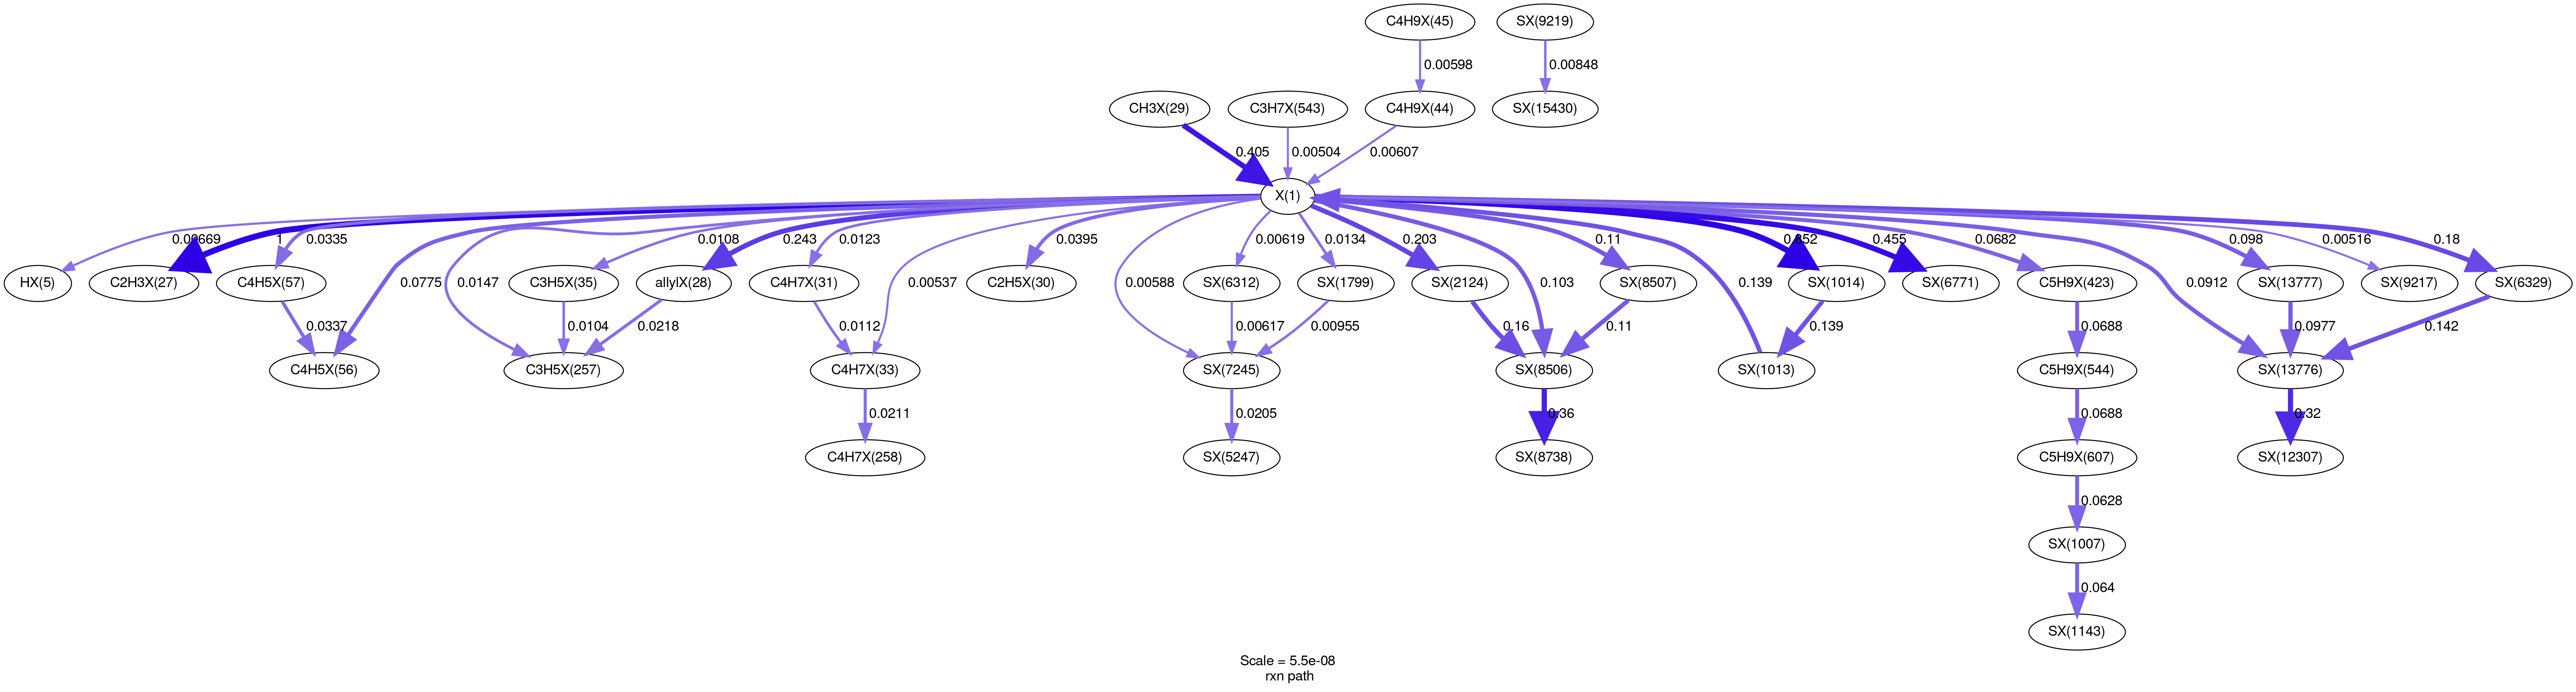 C4H9X(45) SX(9219)
0.00598 0.00848
CH3X(29) C3H7X(543) C4H9X(44) SX(15430)
0.405 0.00504 0.00607
X(1)
0.00669 1 0.0335 0.0108 0.243 0.0123 0.0395 0.00619 0.0134 0.203 0.11 0.455 0.0682 0.098 0.00516 0.18
HX(5) C2H3X(27) C4H5X(57) 0.0775 0.0147 C3H5X(35) allylX(28) C4H7X(31) 0.00537 C2H5X(30) 0.00588 SX(6312) SX(1799) SX(2124) 0.103 SX(8507) 0.139 SX(1014) SX(6771) C5H9X(423) 0.0912 SX(13777) SX(9217) SX(6329)
0.0337 0.0104 0.0218 0.0112 0.00617 0.00955 0.16 0.11 0.139 0.0688 0.0977 0.142
C4H5X(56) C3H5X(257) C4H7X(33) SX(7245) SX(8506) SX(1013) C5H9X(544) SX(13776)
0.0211 0.0205 0.36 0.0688 0.32
C4H7X(258) SX(5247) SX(8738) C5H9X(607) SX(12307)
0.0628
SX(1007)
0.064
SX(1143)
Scale = 5.5e-08
rxn path